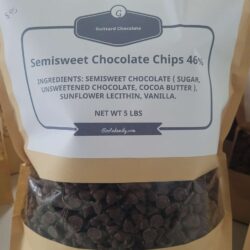 G
Guittard Chocolate
Semisweet Chocolate Chips 46%
INGREDIENTS: SEMISWEET CHOCOLATE ( SUGAR,
UNSWEETENED CHOCOLATE, COCOA BUTTER ).
SUNFLOWER LECITHIN, VANILLA.
NET WT 5 LBS